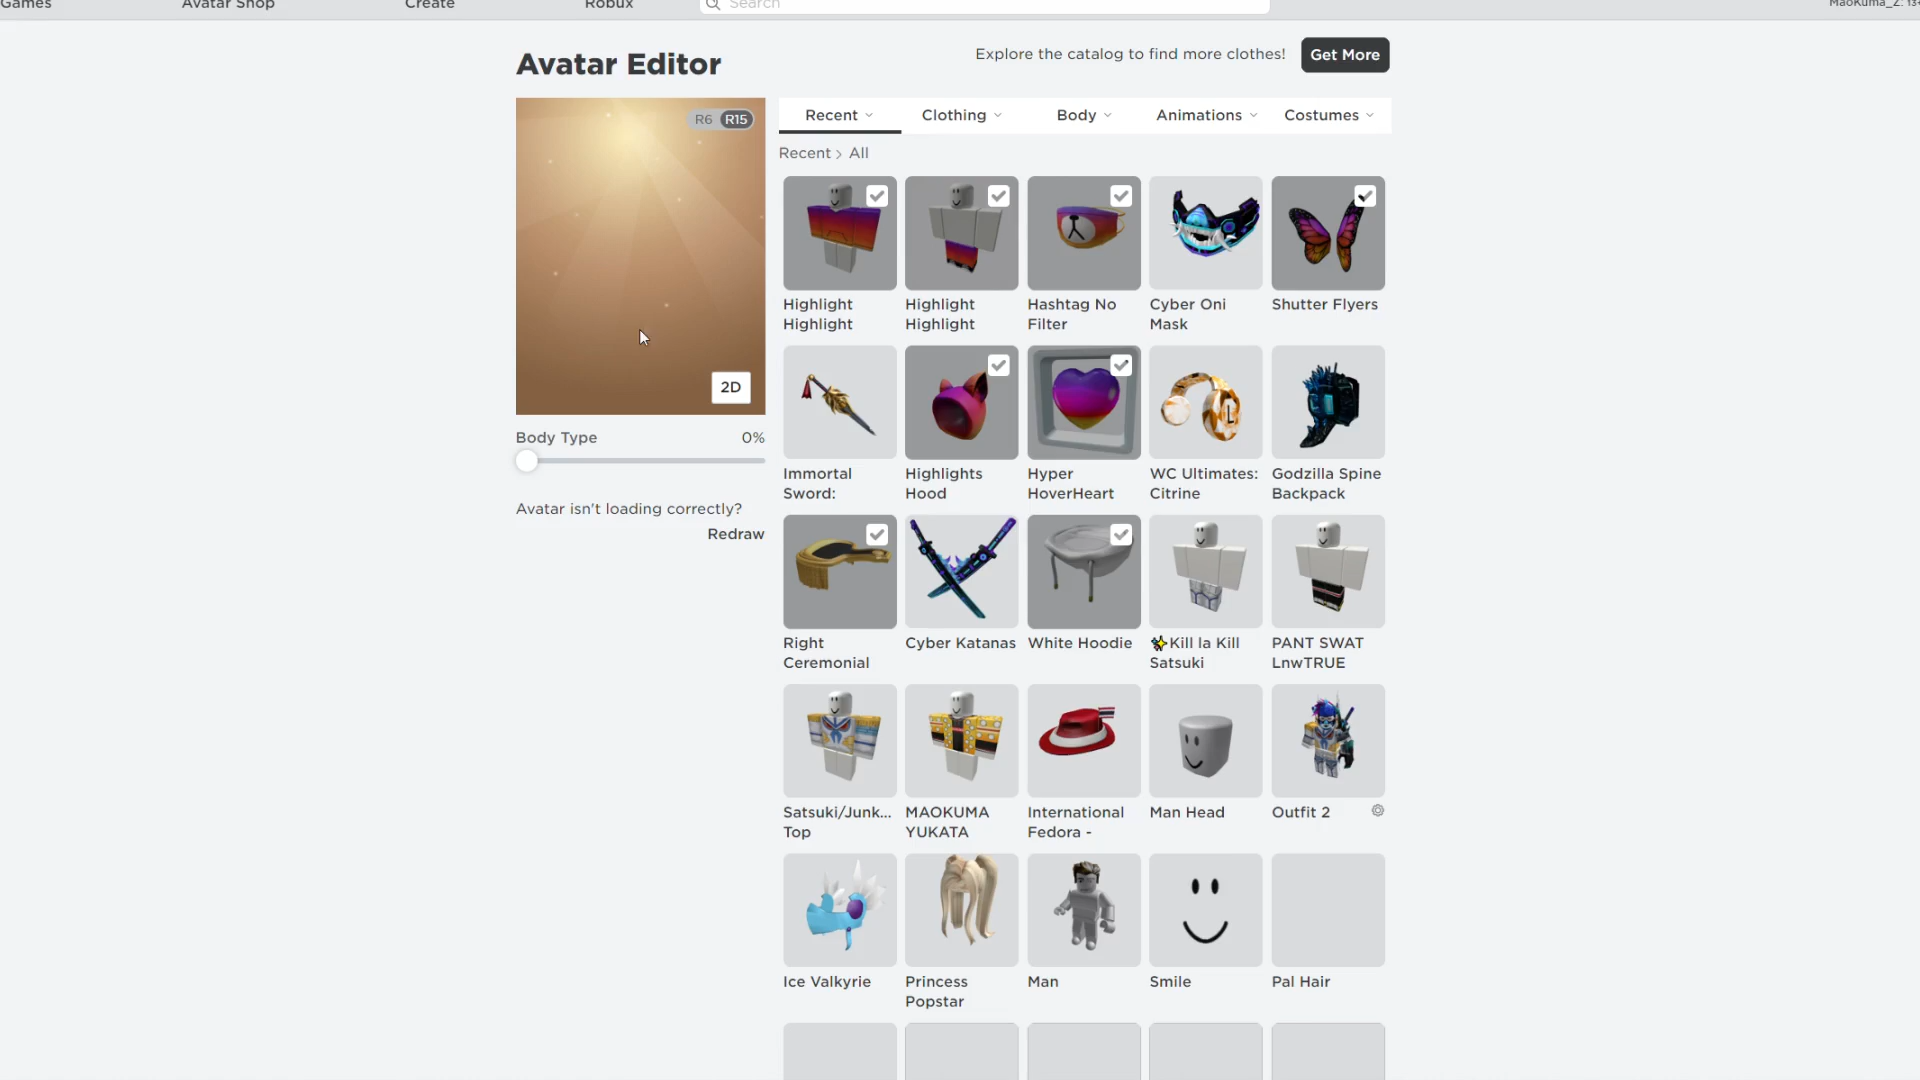 Games Avatar Shop Create Robux Search MaoKuma_Z: 13+
Avatar Editor
Explore the catalog to find more clothes! Get More
R6 R15
2D
Body Type 0%
Avatar isn't loading correctly?
Redraw
Recent Clothing Body Animations Costumes
Recent > All
Highlight
Highlight
Highlight
Highlight
Hashtag No
Filter
Cyber Oni
Mask
Shutter Flyers
Immortal
Sword:
Highlights
Hood
Hyper
HoverHeart
WC Ultimates:
Citrine
Godzilla Spine
Backpack
Right
Ceremonial
Cyber Katanas
White Hoodie
✨Kill la Kill
Satsuki
PANT SWAT
LnwTRUE
Satsuki/Junk...
Top
MAOKUMA
YUKATA
International
Fedora -
Man Head
Outfit 2
Ice Valkyrie
Princess
Popstar
Man
Smile
Pal Hair